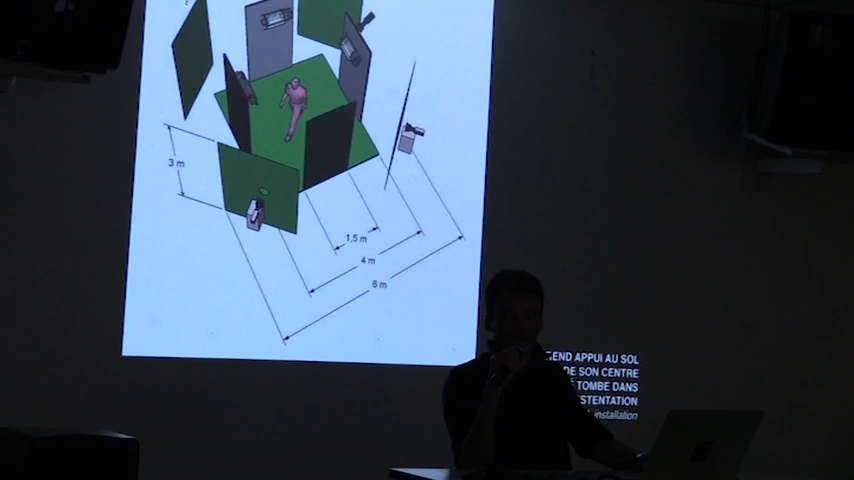 3 m
1,5 m
4 m
6 m
GEND APPUI AU SOL
DE SON CENTRE
TOMBE DANS
STENTATION
installation